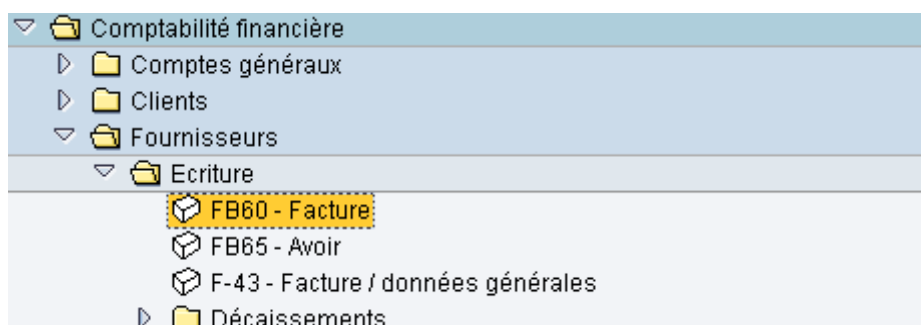 Comptabilité financière
Comptes généraux
Clients
Fournisseurs
Ecriture
FB60 - Facture
FB65 - Avoir
F-43 - Facture / données générales
Décaissements